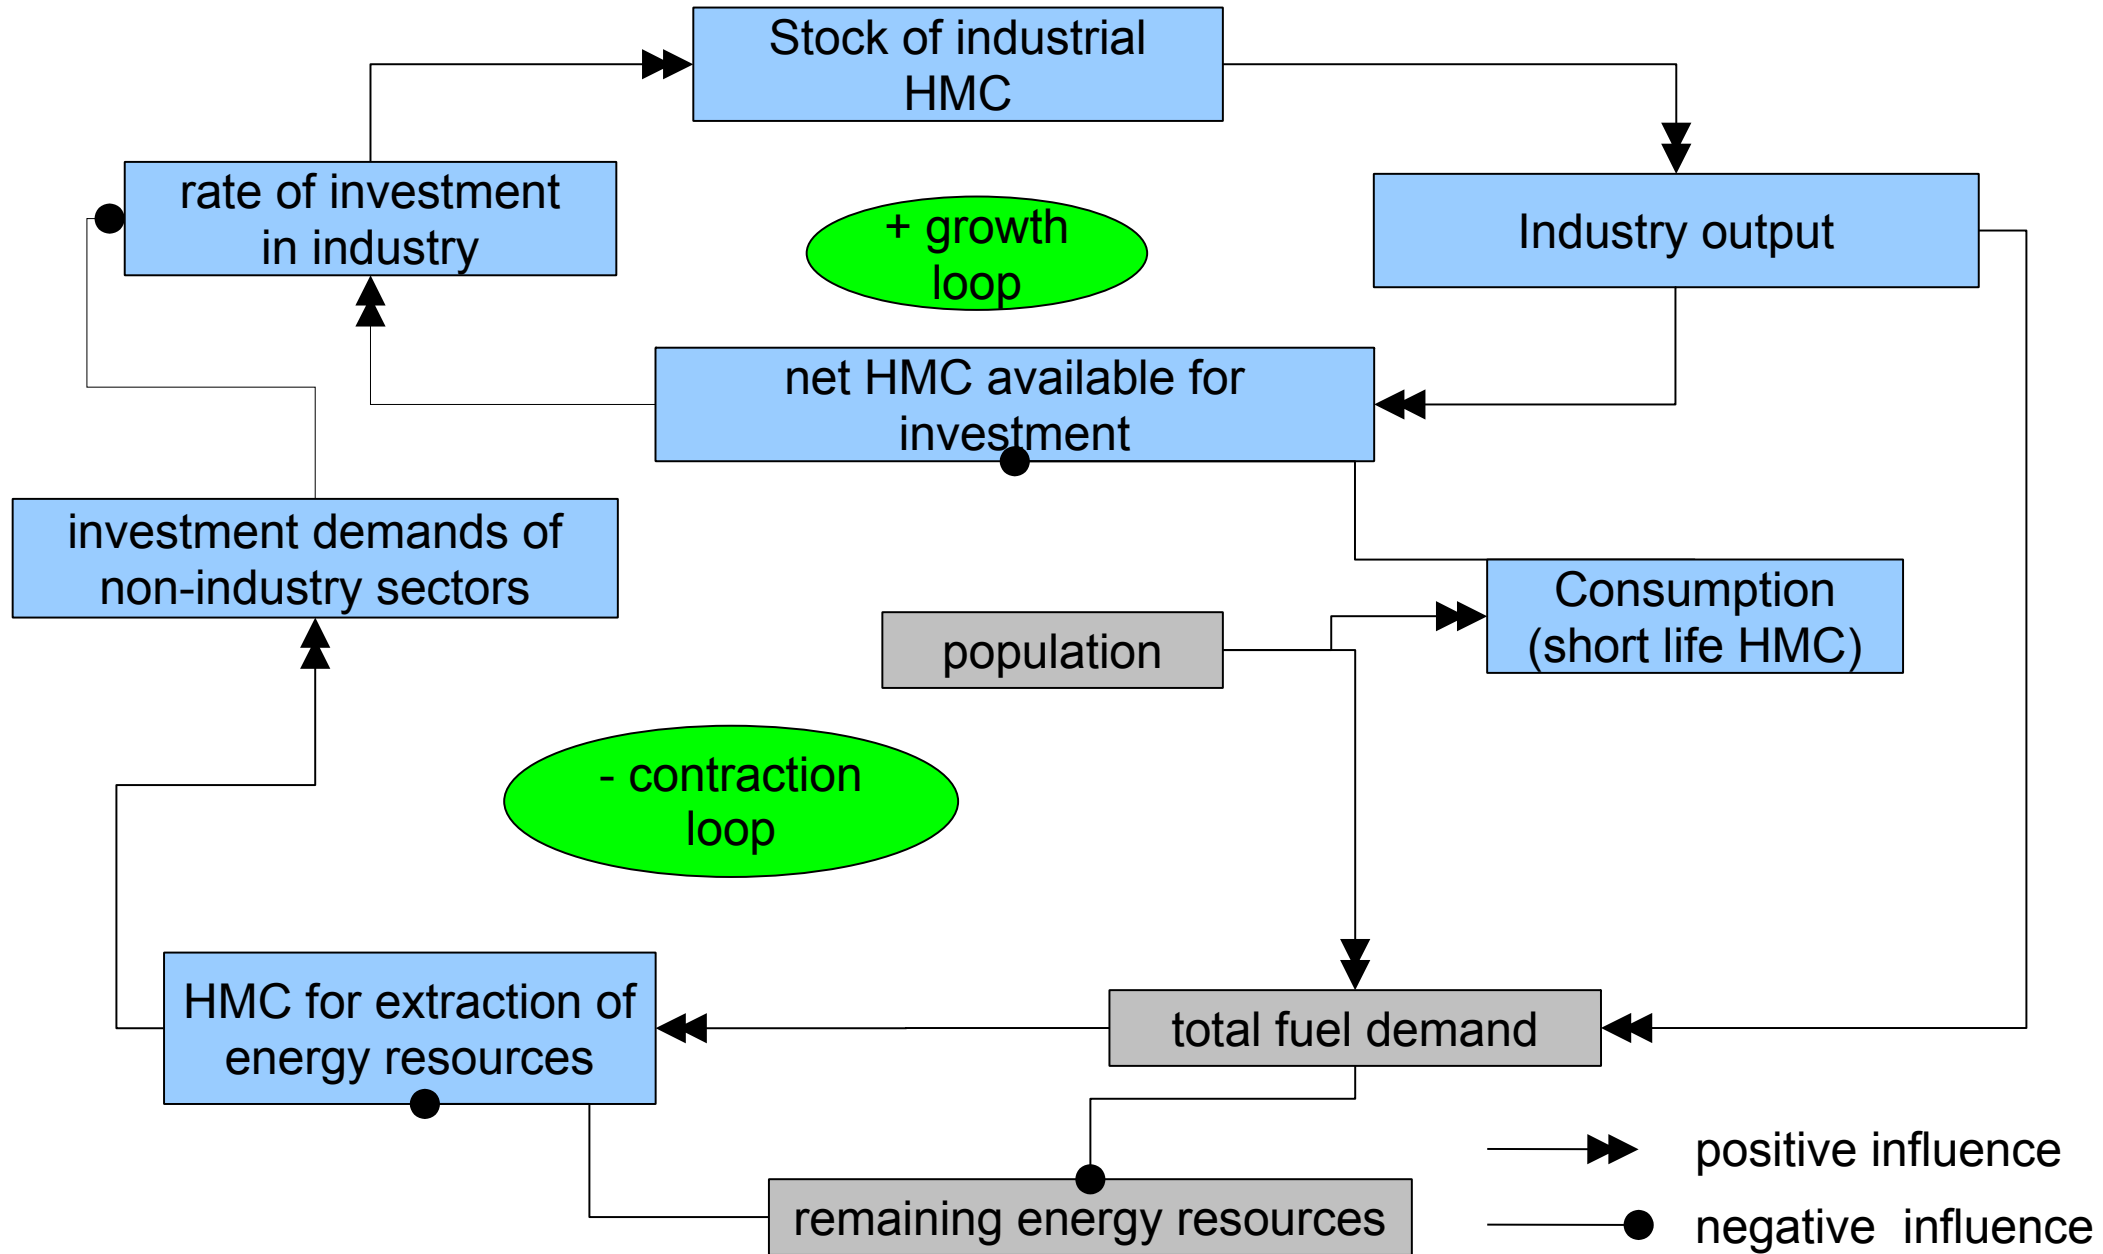 Stock of industrial
HMC
rate of investment
in industry
+ growth
loop
Industry output
net HMC available for
investment
investment demands of
non-industry sectors
Consumption
(short life HMC)
population
- contraction
loop
HMC for extraction of
energy resources
total fuel demand
positive influence
remaining energy resources
negative  influence